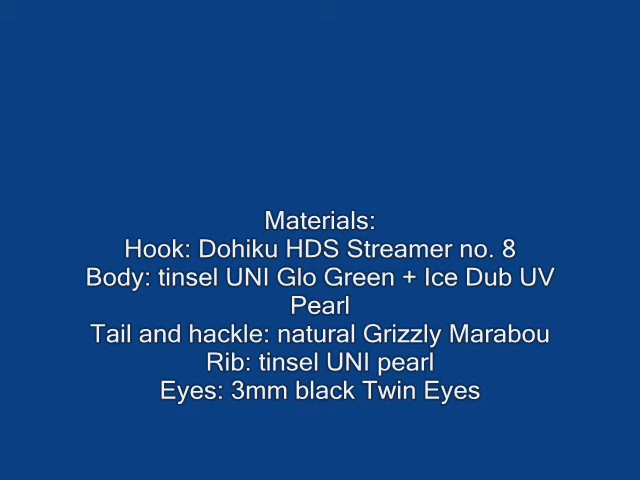 Materials:
Hook: Dohiku HDS Streamer no. 8
Body: tinsel UNI Glo Green + Ice Dub UV
Pearl
Tail and hackle: natural Grizzly Marabou
Rib: tinsel UNI pearl
Eyes: 3mm black Twin Eyes